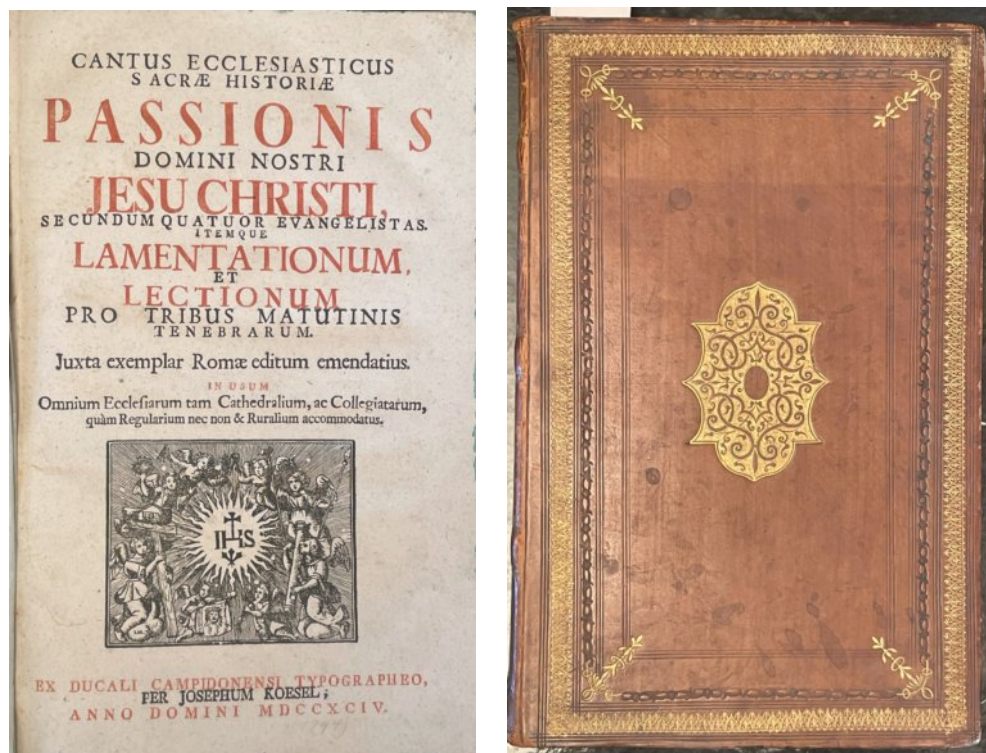 CANTUS ECCLESIASTICUS
SACRÆ HISTORIÆ
PASSIONIS
DOMINI NOSTRI
JESU CHRISTI,
SECUNDUM QUATUOR EVANGELISTAS.
ITEMQUE
LAMENTATIONUM,
ET
LECTIONUM
PRO TRIBUS MATUTINIS
TENEBRARUM.
Juxta exemplar Romæ editum emendatius.
IN USUM
Omnium Ecclesiarum tam Cathedralium, ac Collegiatarum,
quàm Regularium nec non & Ruralium accommodatus.
IHS
EX DUCALI CAMPIDONENSI TYPOGRAPHEO,
PER JOSEPHUM KOESEL;
ANNO DOMINI MDCCXCIV.